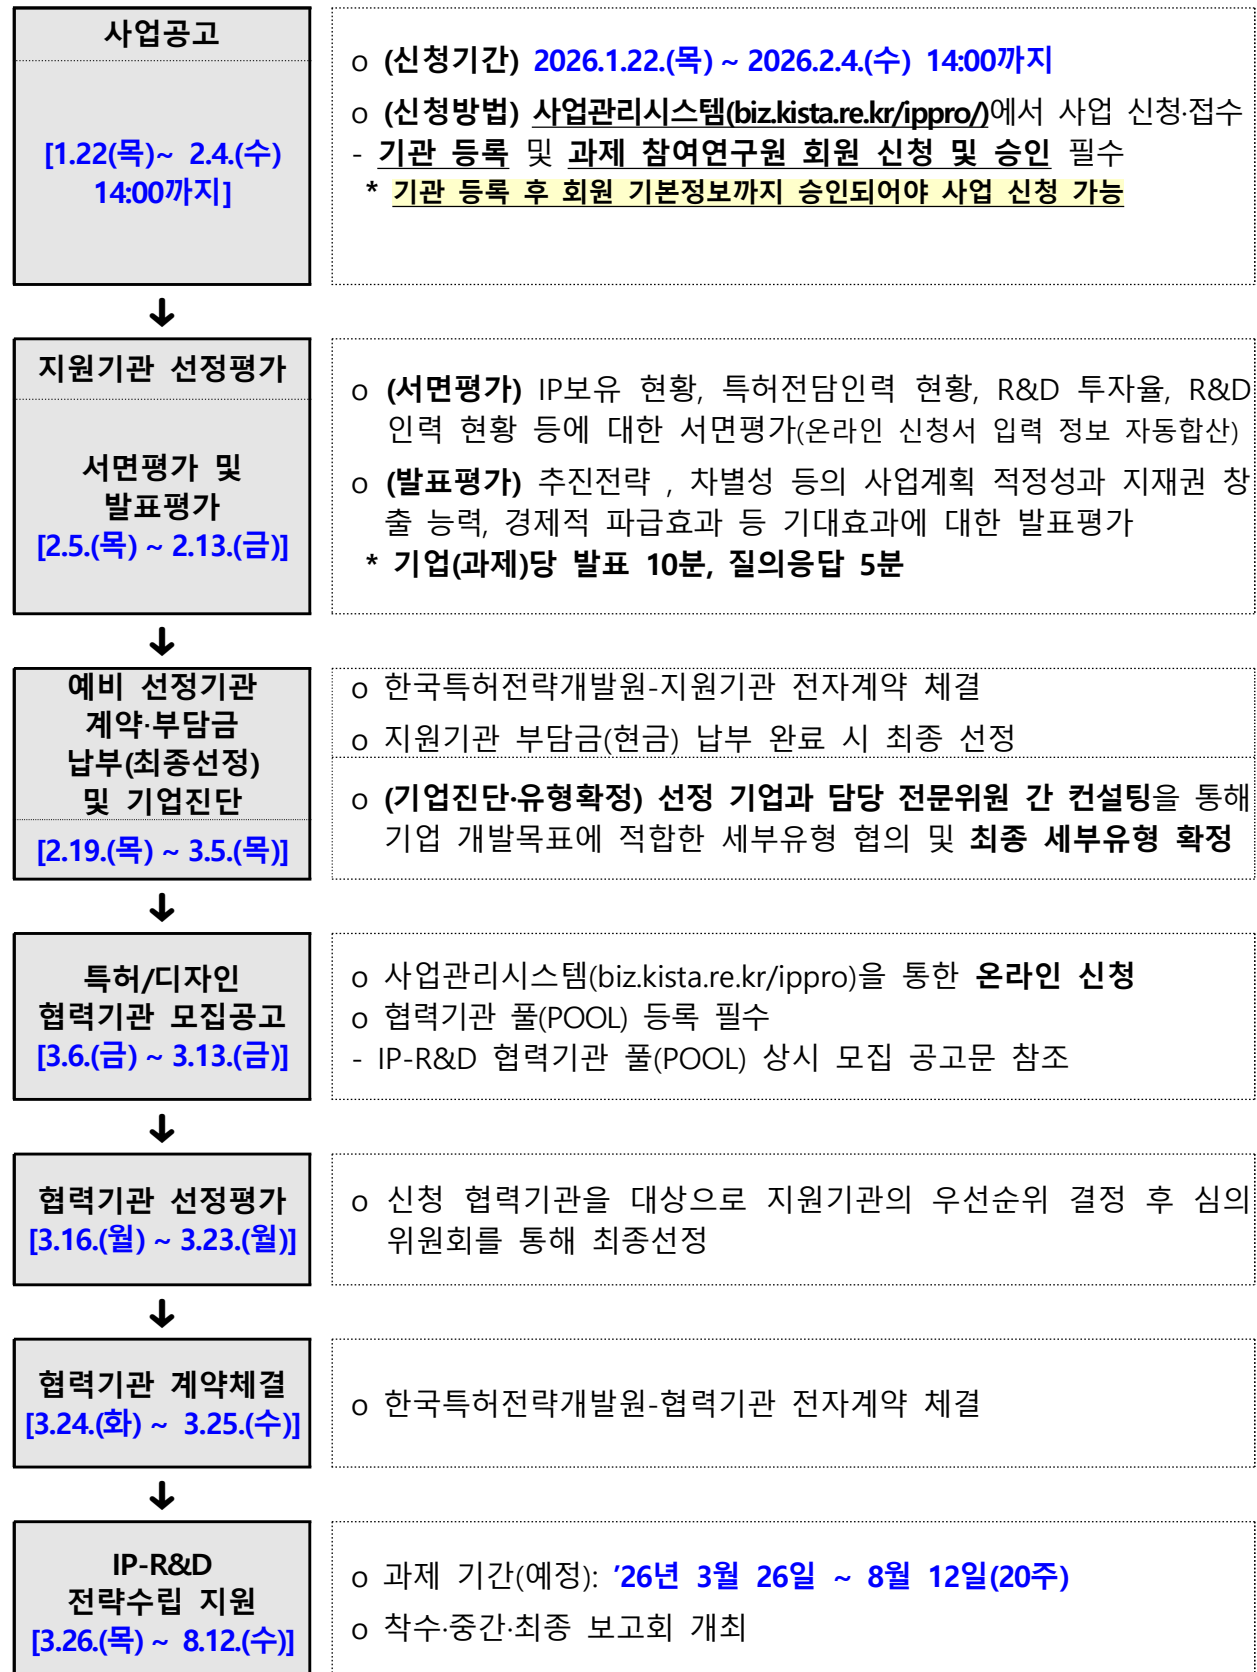 사업공고
[1.22(목)~ 2.4.(수)
14:00까지]
o (신청기간) 2026.1.22.(목) ~ 2026.2.4.(수) 14:00까지
o (신청방법) 사업관리시스템(biz.kista.re.kr/ippro/)에서 사업 신청·접수
- 기관 등록 및 과제 참여연구원 회원 신청 및 승인 필수
* 기관 등록 후 회원 기본정보까지 승인되어야 사업 신청 가능
↓
지원기관 선정평가
서면평가 및
발표평가
[2.5.(목) ~ 2.13.(금)]
o (서면평가) IP보유 현황, 특허전담인력 현황, R&D 투자율, R&D
인력 현황 등에 대한 서면평가(온라인 신청서 입력 정보 자동합산)
o (발표평가) 추진전략 , 차별성 등의 사업계획 적정성과 지재권 창
출 능력, 경제적 파급효과 등 기대효과에 대한 발표평가
* 기업(과제)당 발표 10분, 질의응답 5분
↓
예비 선정기관
계약·부담금
납부(최종선정)
및 기업진단
[2.19.(목) ~ 3.5.(목)]
o 한국특허전략개발원-지원기관 전자계약 체결
o 지원기관 부담금(현금) 납부 완료 시 최종 선정
o (기업진단·유형확정) 선정 기업과 담당 전문위원 간 컨설팅을 통해
기업 개발목표에 적합한 세부유형 협의 및 최종 세부유형 확정
↓
특허/디자인
협력기관 모집공고
[3.6.(금) ~ 3.13.(금)]
o 사업관리시스템(biz.kista.re.kr/ippro)을 통한 온라인 신청
o 협력기관 풀(POOL) 등록 필수
- IP-R&D 협력기관 풀(POOL) 상시 모집 공고문 참조
↓
협력기관 선정평가
[3.16.(월) ~ 3.23.(월)]
o 신청 협력기관을 대상으로 지원기관의 우선순위 결정 후 심의
위원회를 통해 최종선정
↓
협력기관 계약체결
[3.24.(화) ~ 3.25.(수)]
o 한국특허전략개발원-협력기관 전자계약 체결
↓
IP-R&D
전략수립 지원
[3.26.(목) ~ 8.12.(수)]
o 과제 기간(예정): ’26년 3월 26일 ~ 8월 12일(20주)
o 착수·중간·최종 보고회 개최